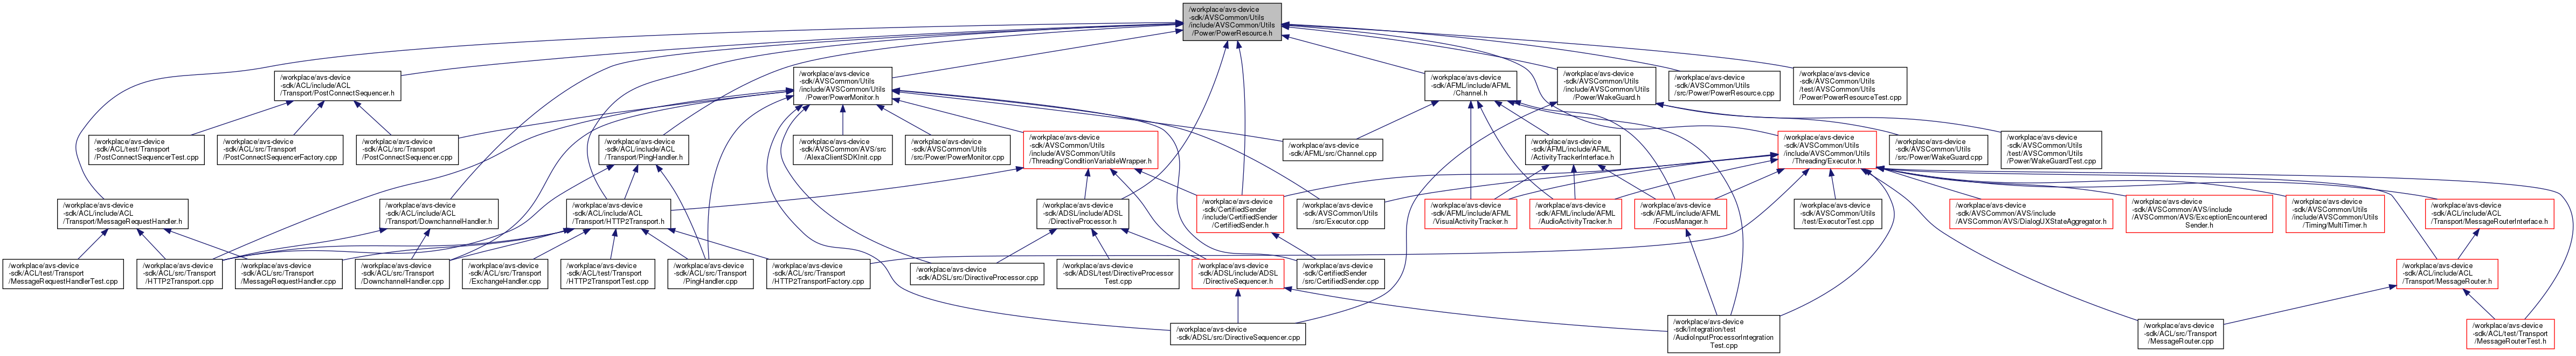 /workplace/avs-device
-sdk/AVSCommon/Utils
/include/AVSCommon/Utils
/Power/PowerResource.h
/workplace/avs-device
-sdk/ACL/include/ACL
/Transport/PostConnectSequencer.h
/workplace/avs-device
-sdk/AVSCommon/Utils
/include/AVSCommon/Utils
/Power/PowerMonitor.h
/workplace/avs-device
-sdk/AFML/include/AFML
/Channel.h
/workplace/avs-device
-sdk/AVSCommon/Utils
/include/AVSCommon/Utils
/Power/WakeGuard.h
/workplace/avs-device
-sdk/AVSCommon/Utils
/src/Power/PowerResource.cpp
/workplace/avs-device
-sdk/AVSCommon/Utils
/test/AVSCommon/Utils
/Power/PowerResourceTest.cpp
/workplace/avs-device
-sdk/ACL/test/Transport
/PostConnectSequencerTest.cpp
/workplace/avs-device
-sdk/ACL/src/Transport
/PostConnectSequencerFactory.cpp
/workplace/avs-device
-sdk/ACL/src/Transport
/PostConnectSequencer.cpp
/workplace/avs-device
-sdk/ACL/include/ACL
/Transport/PingHandler.h
/workplace/avs-device
-sdk/AVSCommon/AVS/src
/AlexaClientSDKInit.cpp
/workplace/avs-device
-sdk/AVSCommon/Utils
/src/Power/PowerMonitor.cpp
/workplace/avs-device
-sdk/AVSCommon/Utils
/include/AVSCommon/Utils
/Threading/ConditionVariableWrapper.h
/workplace/avs-device
-sdk/AFML/src/Channel.cpp
/workplace/avs-device
-sdk/AFML/include/AFML
/ActivityTrackerInterface.h
/workplace/avs-device
-sdk/AVSCommon/Utils
/include/AVSCommon/Utils
/Threading/Executor.h
/workplace/avs-device
-sdk/AVSCommon/Utils
/src/Power/WakeGuard.cpp
/workplace/avs-device
-sdk/AVSCommon/Utils
/test/AVSCommon/Utils
/Power/WakeGuardTest.cpp
/workplace/avs-device
-sdk/ACL/include/ACL
/Transport/MessageRequestHandler.h
/workplace/avs-device
-sdk/ACL/include/ACL
/Transport/DownchannelHandler.h
/workplace/avs-device
-sdk/ACL/include/ACL
/Transport/HTTP2Transport.h
/workplace/avs-device
-sdk/ADSL/include/ADSL
/DirectiveProcessor.h
/workplace/avs-device
-sdk/CertifiedSender
/include/CertifiedSender
/CertifiedSender.h
/workplace/avs-device
-sdk/AVSCommon/Utils
/src/Executor.cpp
/workplace/avs-device
-sdk/AFML/include/AFML
/VisualActivityTracker.h
/workplace/avs-device
-sdk/AFML/include/AFML
/AudioActivityTracker.h
/workplace/avs-device
-sdk/AFML/include/AFML
/FocusManager.h
/workplace/avs-device
-sdk/AVSCommon/Utils
/test/ExecutorTest.cpp
/workplace/avs-device
-sdk/AVSCommon/AVS/include
/AVSCommon/AVS/DialogUXStateAggregator.h
/workplace/avs-device
-sdk/AVSCommon/AVS/include
/AVSCommon/AVS/ExceptionEncountered
Sender.h
/workplace/avs-device
-sdk/AVSCommon/Utils
/include/AVSCommon/Utils
/Timing/MultiTimer.h
/workplace/avs-device
-sdk/ACL/include/ACL
/Transport/MessageRouterInterface.h
/workplace/avs-device
-sdk/ACL/test/Transport
/MessageRequestHandlerTest.cpp
/workplace/avs-device
-sdk/ACL/src/Transport
/HTTP2Transport.cpp
/workplace/avs-device
-sdk/ACL/src/Transport
/MessageRequestHandler.cpp
/workplace/avs-device
-sdk/ACL/src/Transport
/DownchannelHandler.cpp
/workplace/avs-device
-sdk/ACL/src/Transport
/ExchangeHandler.cpp
/workplace/avs-device
-sdk/ACL/test/Transport
/HTTP2TransportTest.cpp
/workplace/avs-device
-sdk/ACL/src/Transport
/PingHandler.cpp
/workplace/avs-device
-sdk/ACL/src/Transport
/HTTP2TransportFactory.cpp
/workplace/avs-device
-sdk/ADSL/src/DirectiveProcessor.cpp
/workplace/avs-device
-sdk/ADSL/test/DirectiveProcessor
Test.cpp
/workplace/avs-device
-sdk/ADSL/include/ADSL
/DirectiveSequencer.h
/workplace/avs-device
-sdk/CertifiedSender
/src/CertifiedSender.cpp
/workplace/avs-device
-sdk/ACL/include/ACL
/Transport/MessageRouter.h
/workplace/avs-device
-sdk/ADSL/src/DirectiveSequencer.cpp
/workplace/avs-device
-sdk/Integration/test
/AudioInputProcessorIntegration
Test.cpp
/workplace/avs-device
-sdk/ACL/src/Transport
/MessageRouter.cpp
/workplace/avs-device
-sdk/ACL/test/Transport
/MessageRouterTest.h